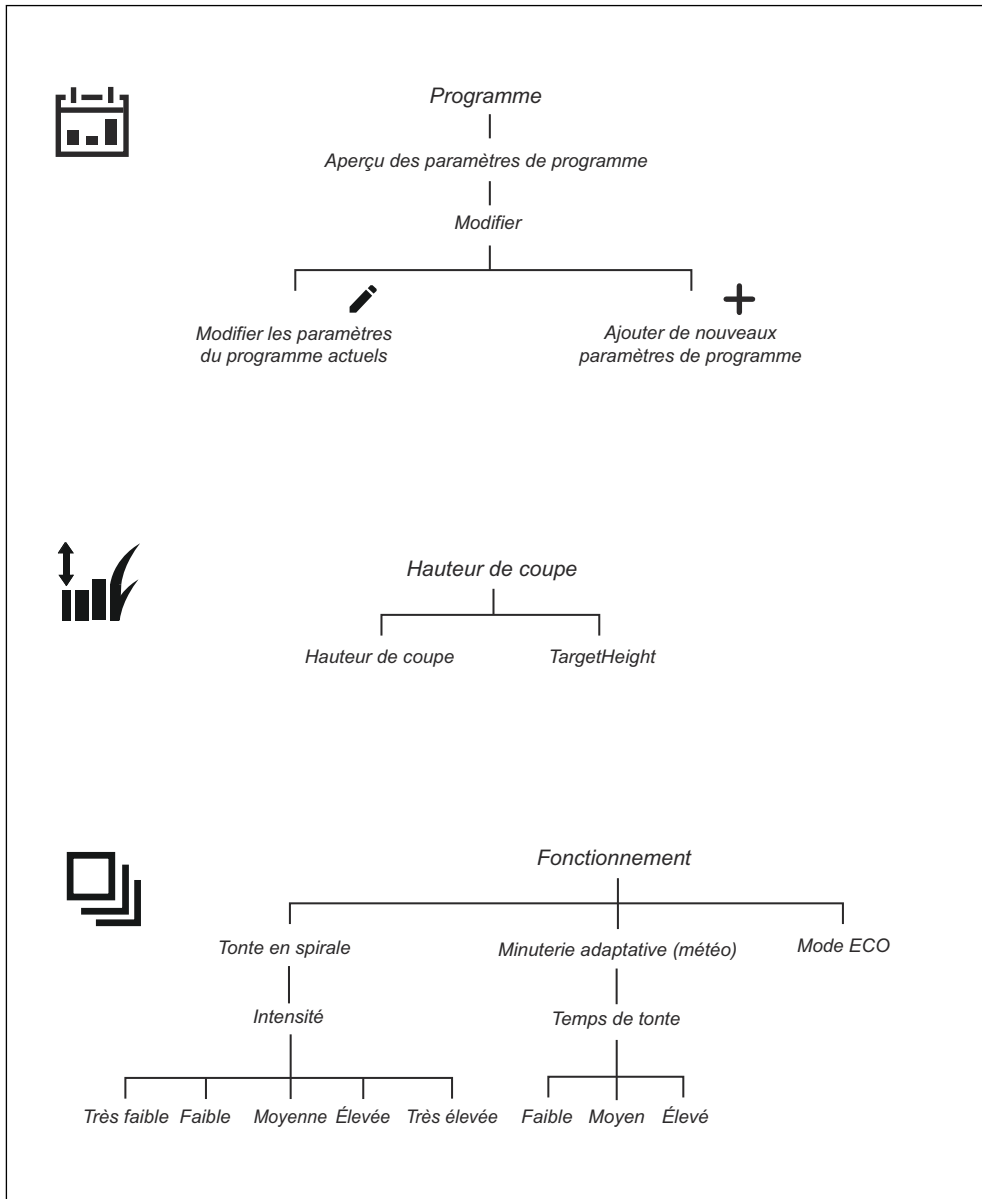 Programme
Aperçu des paramètres de programme
Modifier
Modifier les paramètres
du programme actuels
Ajouter de nouveaux
paramètres de programme
Hauteur de coupe
Hauteur de coupe
TargetHeight
Fonctionnement
Tonte en spirale
Minuterie adaptative (météo)
Mode ECO
Intensité
Temps de tonte
Très faible
Faible
Moyenne
Élevée
Très élevée
Faible
Moyen
Élevé